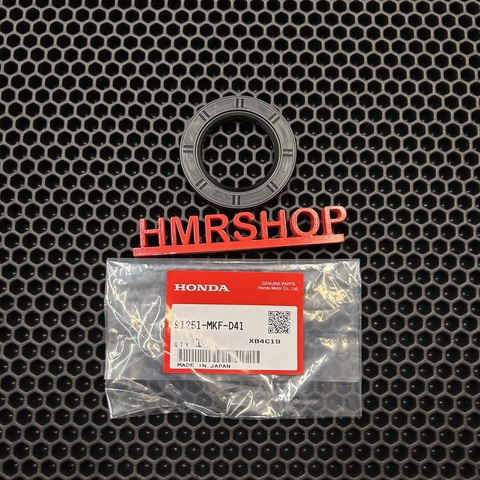 HMRSHOP
HONDA
GENUINE PARTS
Honda Motor Co., Ltd.
91251-MKF-D41
QTY 1
XB4C19
MADE IN JAPAN